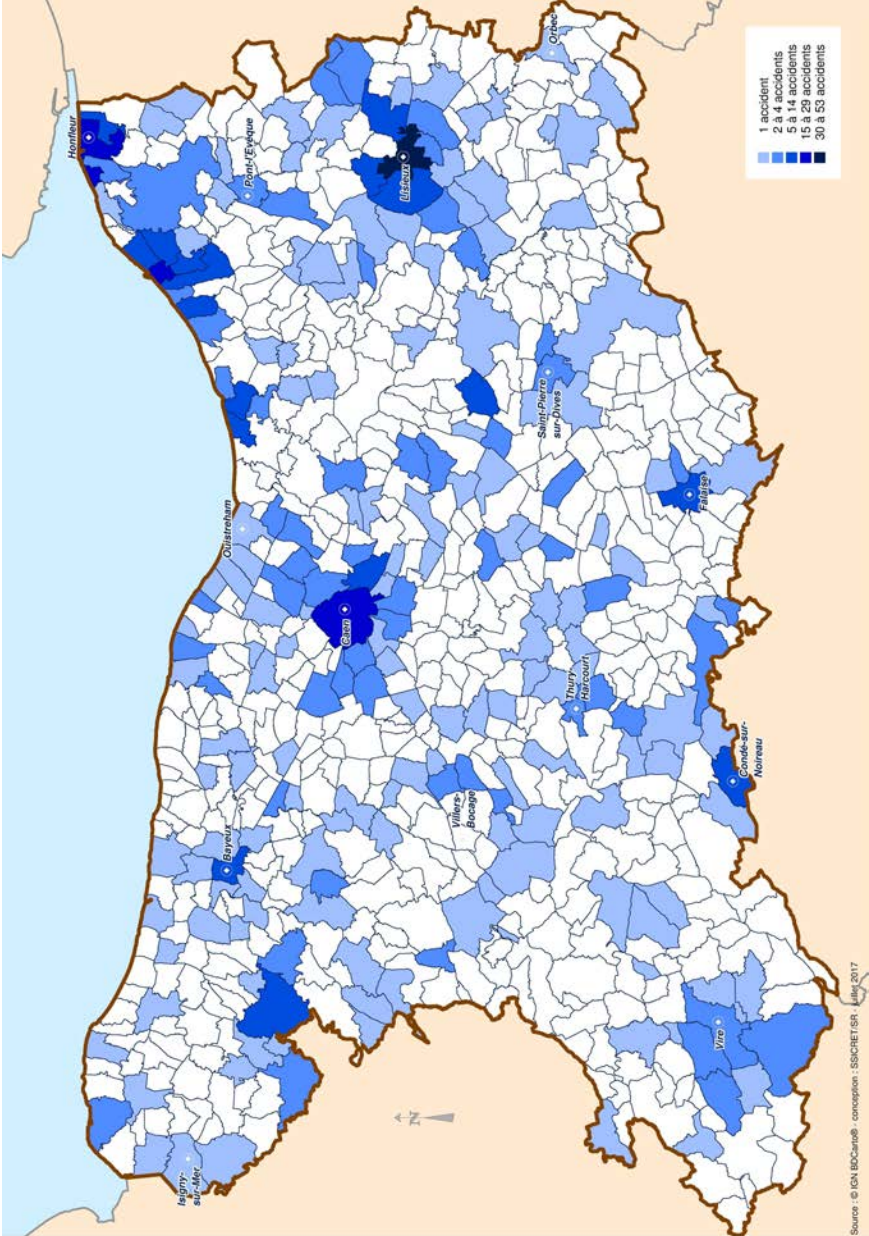 Honfleur
Pont-l'Evêque
Lisieux
Orbec
Ouistreham
Caen
Saint-Pierre
sur-Dives
Falaise
Bayeux
Villers-
Bocage
Thury-
Harcourt
Condé-sur-
Noireau
Isigny-
sur-Mer
Vire
N
1 accident
2 à 4 accidents
5 à 14 accidents
15 à 29 accidents
30 à 53 accidents
Source : © IGN BDCarto® - conception : SSICRET/SR - juillet 2017